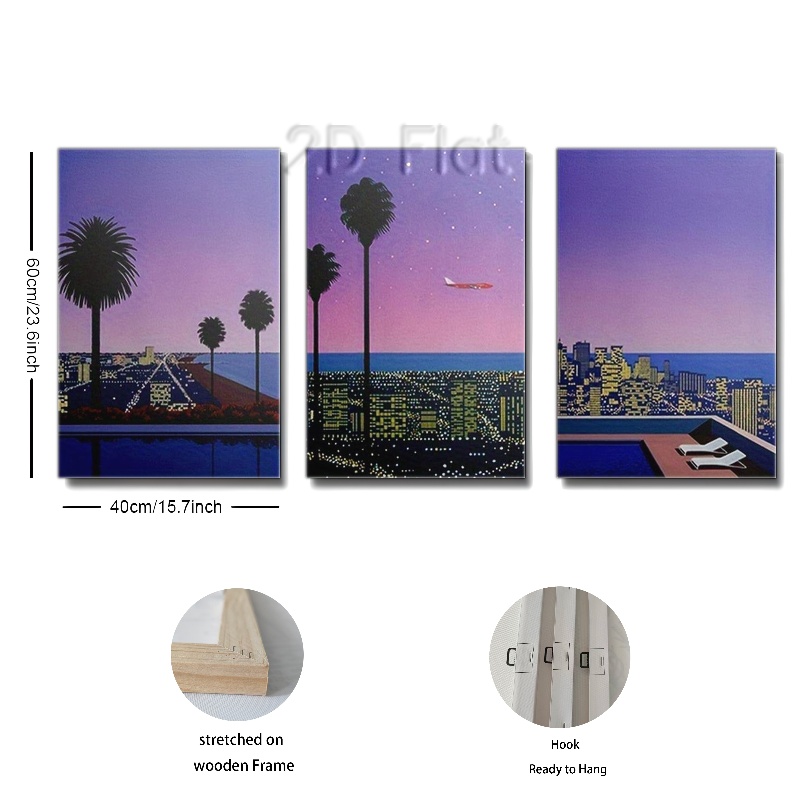 2D Flat
60cm/23.6inch
40cm/15.7inch
stretched on
wooden Frame
Hook
Ready to Hang